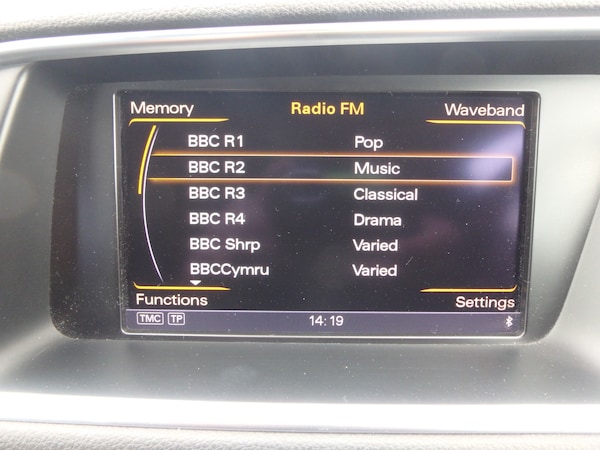 Memory Radio FM Waveband
BBC R1 Pop
BBC R2 Music
BBC R3 Classical
BBC R4 Drama
BBC Shrp Varied
BBCCymru Varied
Functions Settings
TMC TP 14:19